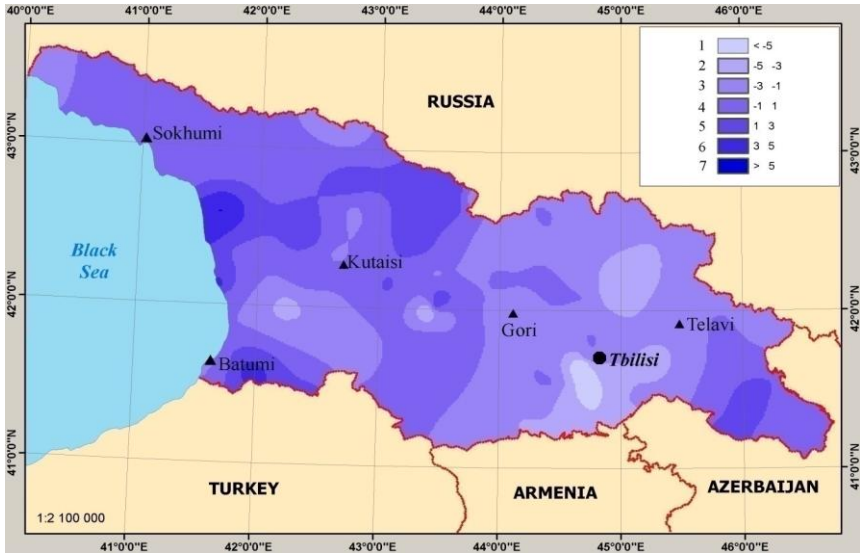 40°0'0"E 41°0'0"E 42°0'0"E 43°0'0"E 44°0'0"E 45°0'0"E 46°0'0"E
1 < -5
2 -5 -3
3 -3 -1
4 -1 1
5 1 3
6 3 5
7 > 5
RUSSIA
43°0'0"N
Sokhumi
43°0'0"N
Black
Sea
Kutaisi
42°0'0"N
Gori
Telavi
42°0'0"N
Tbilisi
Batumi
41°0'0"N
41°0'0"N
TURKEY
ARMENIA
AZERBAIJAN
1:2 100 000
41°0'0"E 42°0'0"E 43°0'0"E 44°0'0"E 45°0'0"E 46°0'0"E